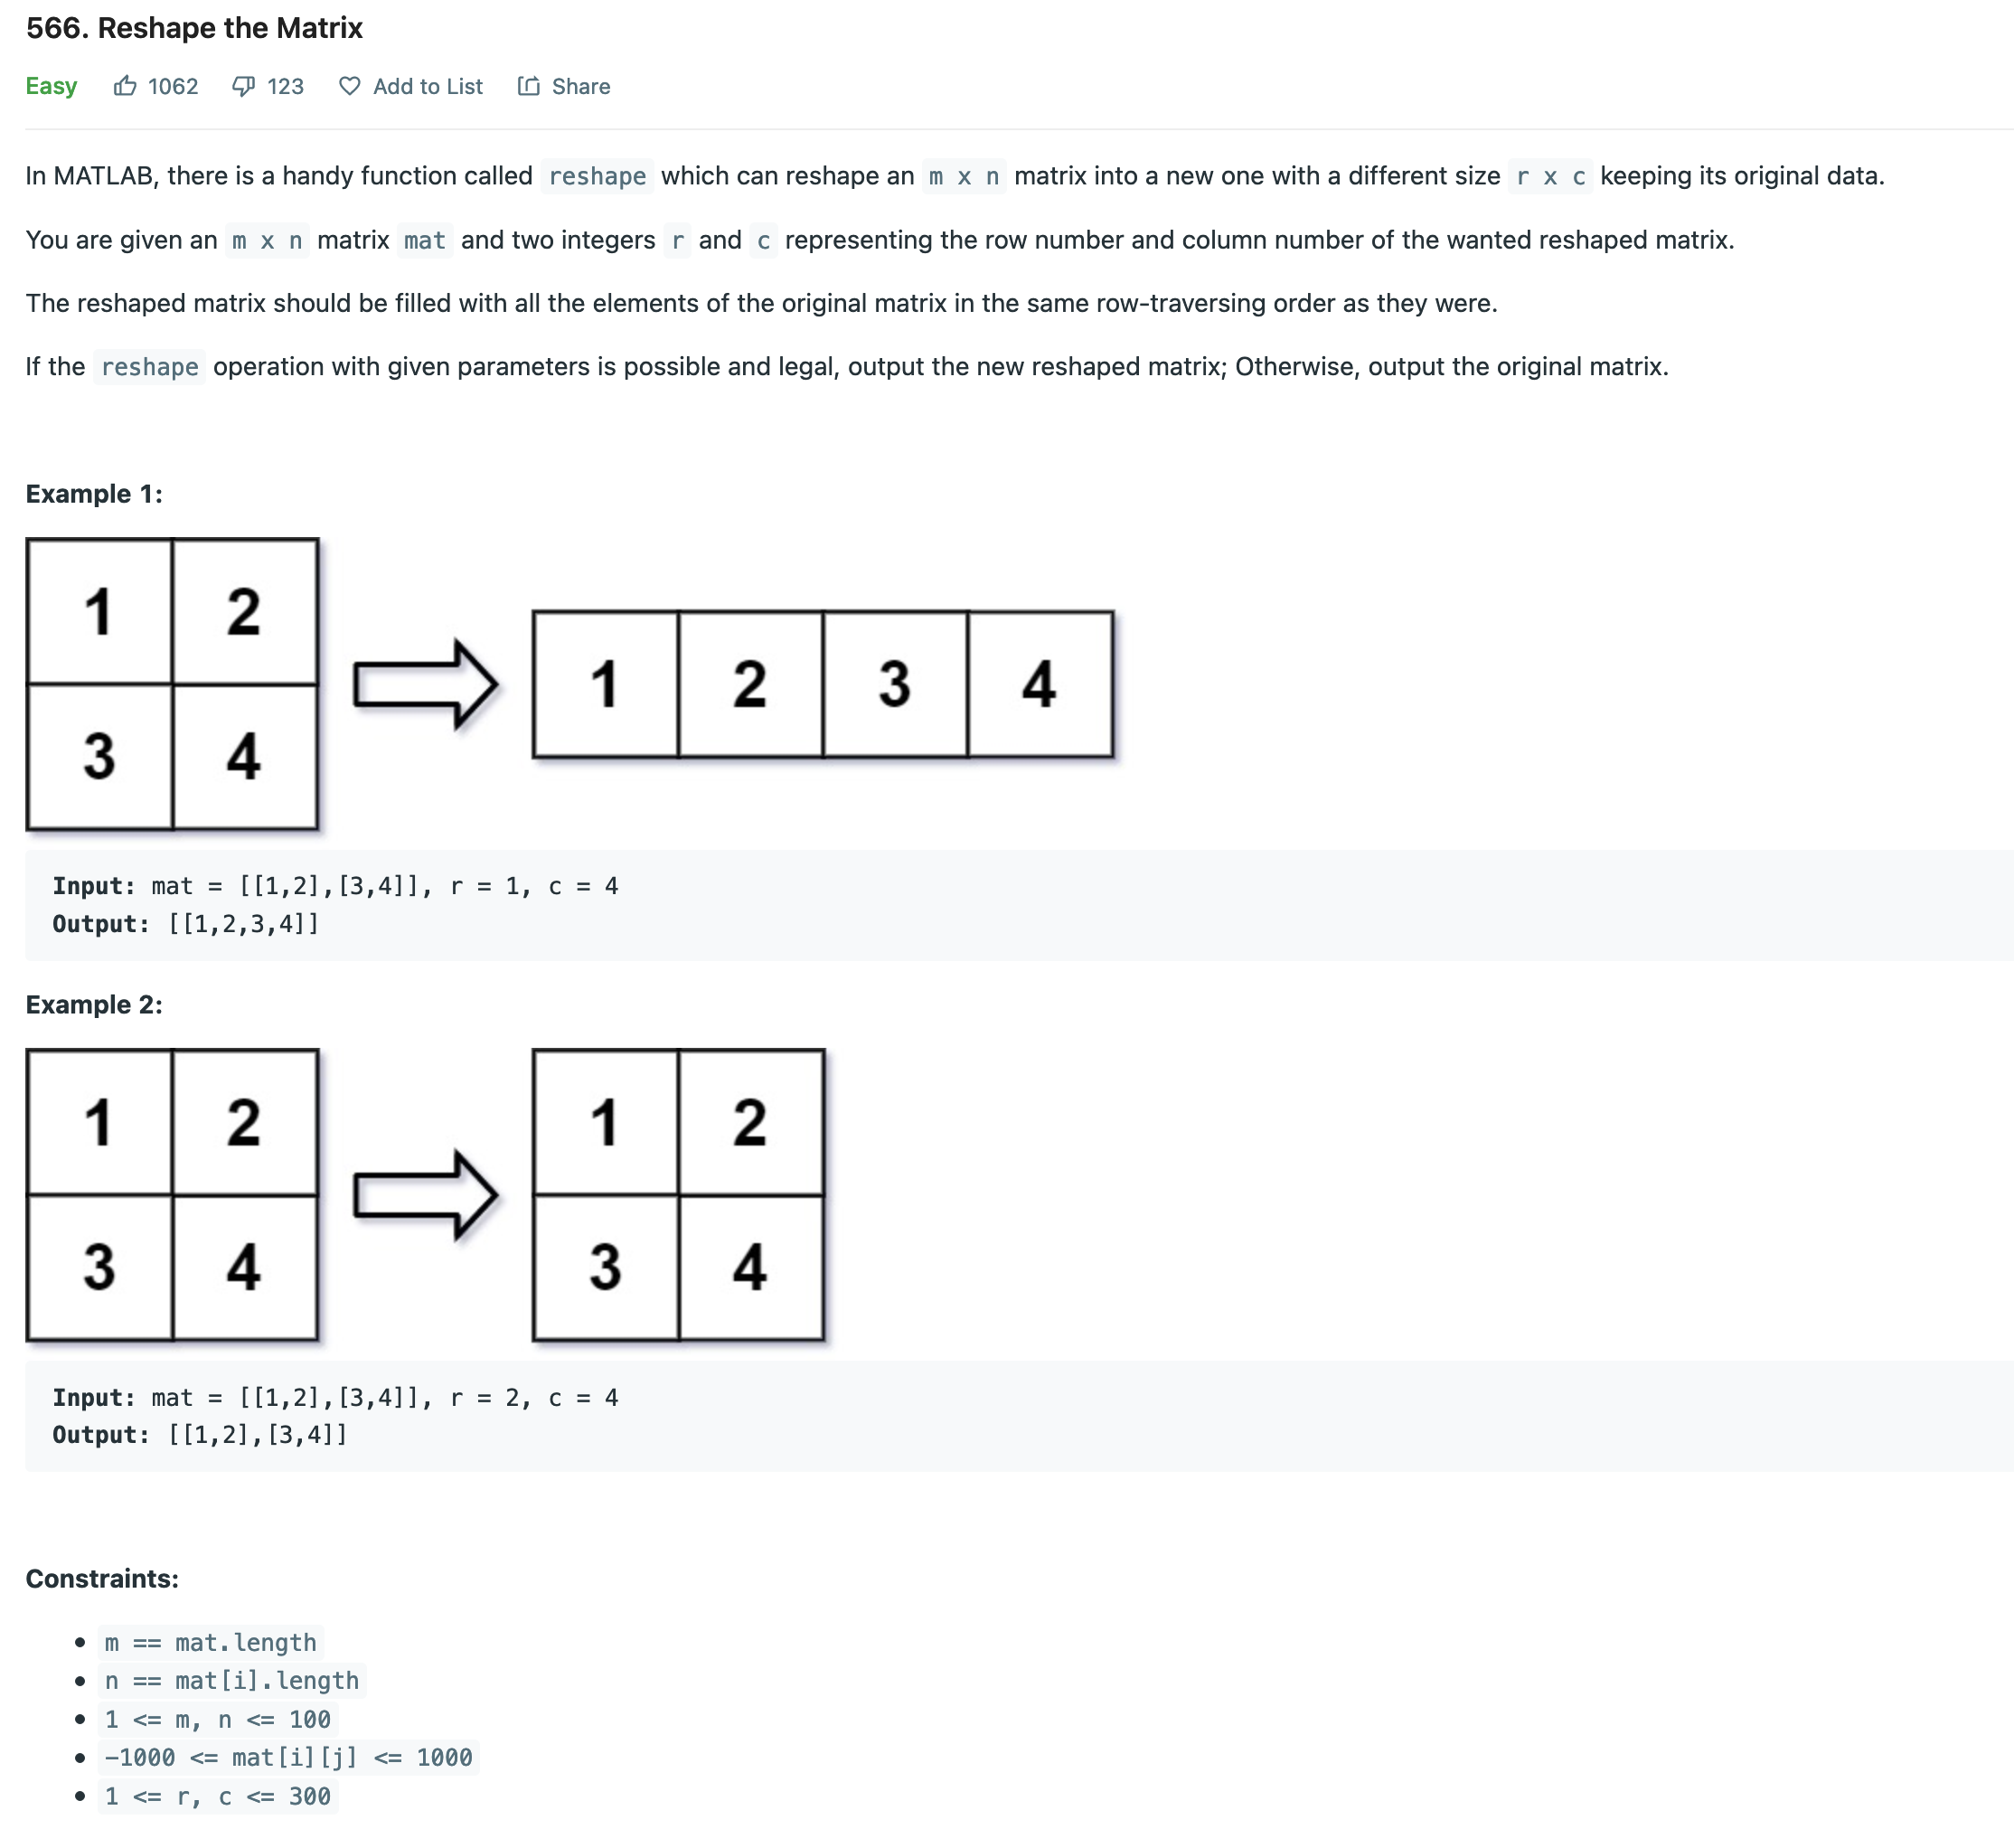 566. Reshape the Matrix
Easy 1062 123 Add to List Share
In MATLAB, there is a handy function called reshape which can reshape an m x n matrix into a new one with a different size r x c keeping its original data.
You are given an m x n matrix mat and two integers r and c representing the row number and column number of the wanted reshaped matrix.
The reshaped matrix should be filled with all the elements of the original matrix in the same row-traversing order as they were.
If the reshape operation with given parameters is possible and legal, output the new reshaped matrix; Otherwise, output the original matrix.
Example 1:
1 2
3 4
1 2 3 4
Input: mat = [[1,2],[3,4]], r = 1, c = 4
Output: [[1,2,3,4]]
Example 2:
1 2
3 4
1 2
3 4
Input: mat = [[1,2],[3,4]], r = 2, c = 4
Output: [[1,2],[3,4]]
Constraints:
m == mat.length
n == mat[i].length
1 <= m, n <= 100
-1000 <= mat[i][j] <= 1000
1 <= r, c <= 300